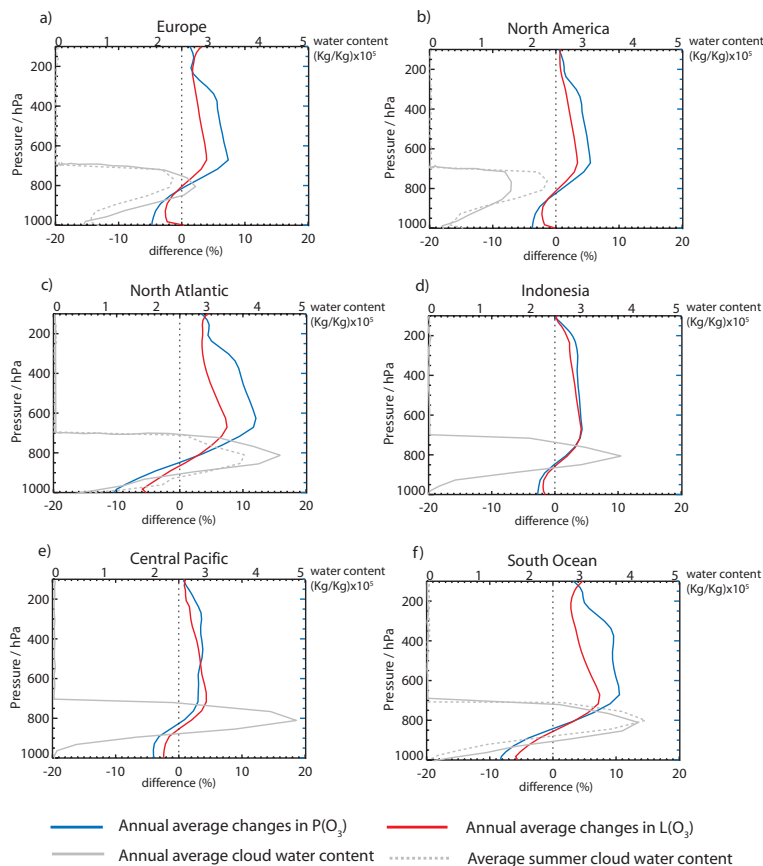 a)
Europe
0 1 2 3 4 5
water content
(Kg/Kg)x10⁵
200
400
600
800
1000
Pressure / hPa
-20 -10 0 10 20
difference (%)
b)
North America
0 1 2 3 4 5
water content
(Kg/Kg)x10⁵
200
400
600
800
1000
Pressure / hPa
-20 -10 0 10 20
difference (%)
c)
North Atlantic
0 1 2 3 4 5
water content
(Kg/Kg)x10⁵
200
400
600
800
1000
Pressure / hPa
-20 -10 0 10 20
difference (%)
d)
Indonesia
0 1 2 3 4 5
water content
(Kg/Kg)x10⁵
200
400
600
800
1000
Pressure / hPa
-20 -10 0 10 20
difference (%)
e)
Central Pacific
0 1 2 3 4 5
water content
(Kg/Kg)x10⁵
200
400
600
800
1000
Pressure / hPa
-20 -10 0 10 20
difference (%)
f)
South Ocean
0 1 2 3 4 5
water content
(Kg/Kg)x10⁵
200
400
600
800
1000
Pressure / hPa
-20 -10 0 10 20
difference (%)
Annual average changes in P(O₃)
Annual average changes in L(O₃)
Annual average cloud water content
Average summer cloud water content